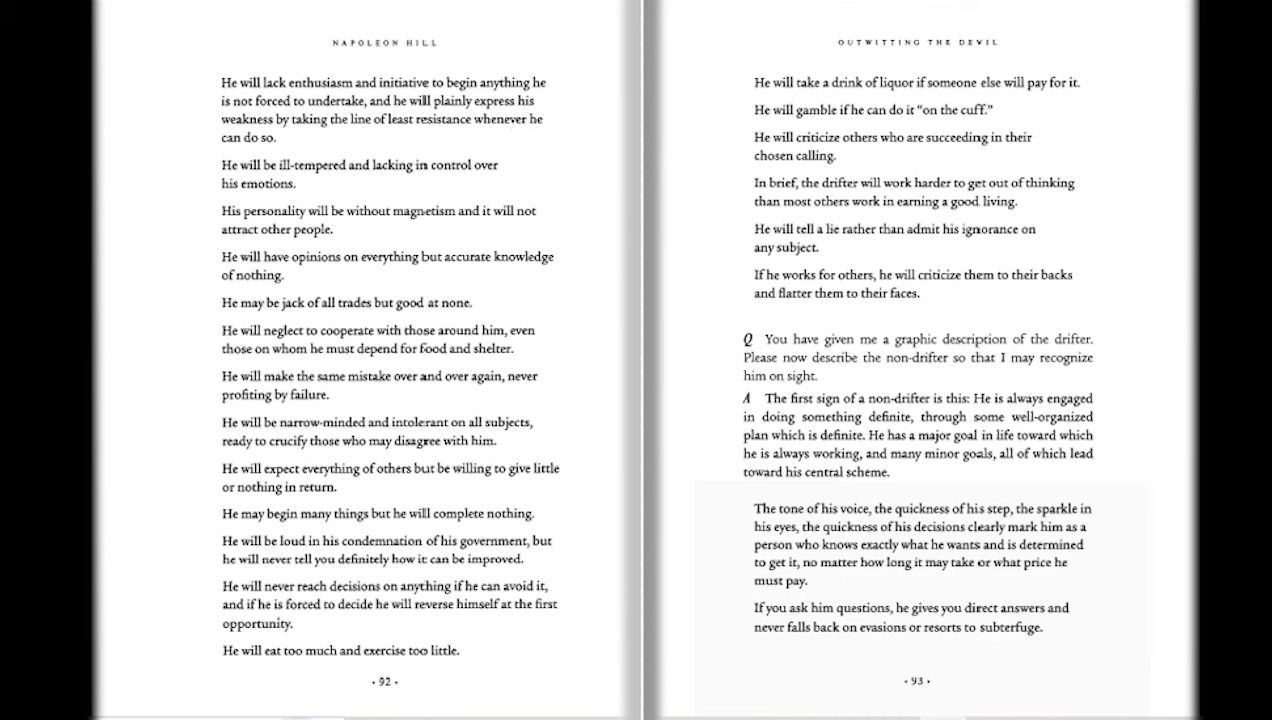 NAPOLEON HILL
He will lack enthusiasm and initiative to begin anything he
is not forced to undertake, and he will plainly express his
weakness by taking the line of least resistance whenever he
can do so.
He will be ill-tempered and lacking in control over
his emotions.
His personality will be without magnetism and it will not
attract other people.
He will have opinions on everything but accurate knowledge
of nothing.
He may be jack of all trades but good at none.
He will neglect to cooperate with those around him, even
those on whom he must depend for food and shelter.
He will make the same mistake over and over again, never
profiting by failure.
He will be narrow-minded and intolerant on all subjects,
ready to crucify those who may disagree with him.
He will expect everything of others but be willing to give little
or nothing in return.
He may begin many things but he will complete nothing.
He will be loud in his condemnation of his government, but
he will never tell you definitely how it can be improved.
He will never reach decisions on anything if he can avoid it,
and if he is forced to decide he will reverse himself at the first
opportunity.
He will eat too much and exercise too little.
• 92 •
OUTWITTING THE DEVIL
He will take a drink of liquor if someone else will pay for it.
He will gamble if he can do it “on the cuff.”
He will criticize others who are succeeding in their
chosen calling.
In brief, the drifter will work harder to get out of thinking
than most others work in earning a good living.
He will tell a lie rather than admit his ignorance on
any subject.
If he works for others, he will criticize them to their backs
and flatter them to their faces.
Q You have given me a graphic description of the drifter.
Please now describe the non-drifter so that I may recognize
him on sight.
A The first sign of a non-drifter is this: He is always engaged
in doing something definite, through some well-organized
plan which is definite. He has a major goal in life toward which
he is always working, and many minor goals, all of which lead
toward his central scheme.
The tone of his voice, the quickness of his step, the sparkle in
his eyes, the quickness of his decisions clearly mark him as a
person who knows exactly what he wants and is determined
to get it, no matter how long it may take or what price he
must pay.
If you ask him questions, he gives you direct answers and
never falls back on evasions or resorts to subterfuge.
• 93 •